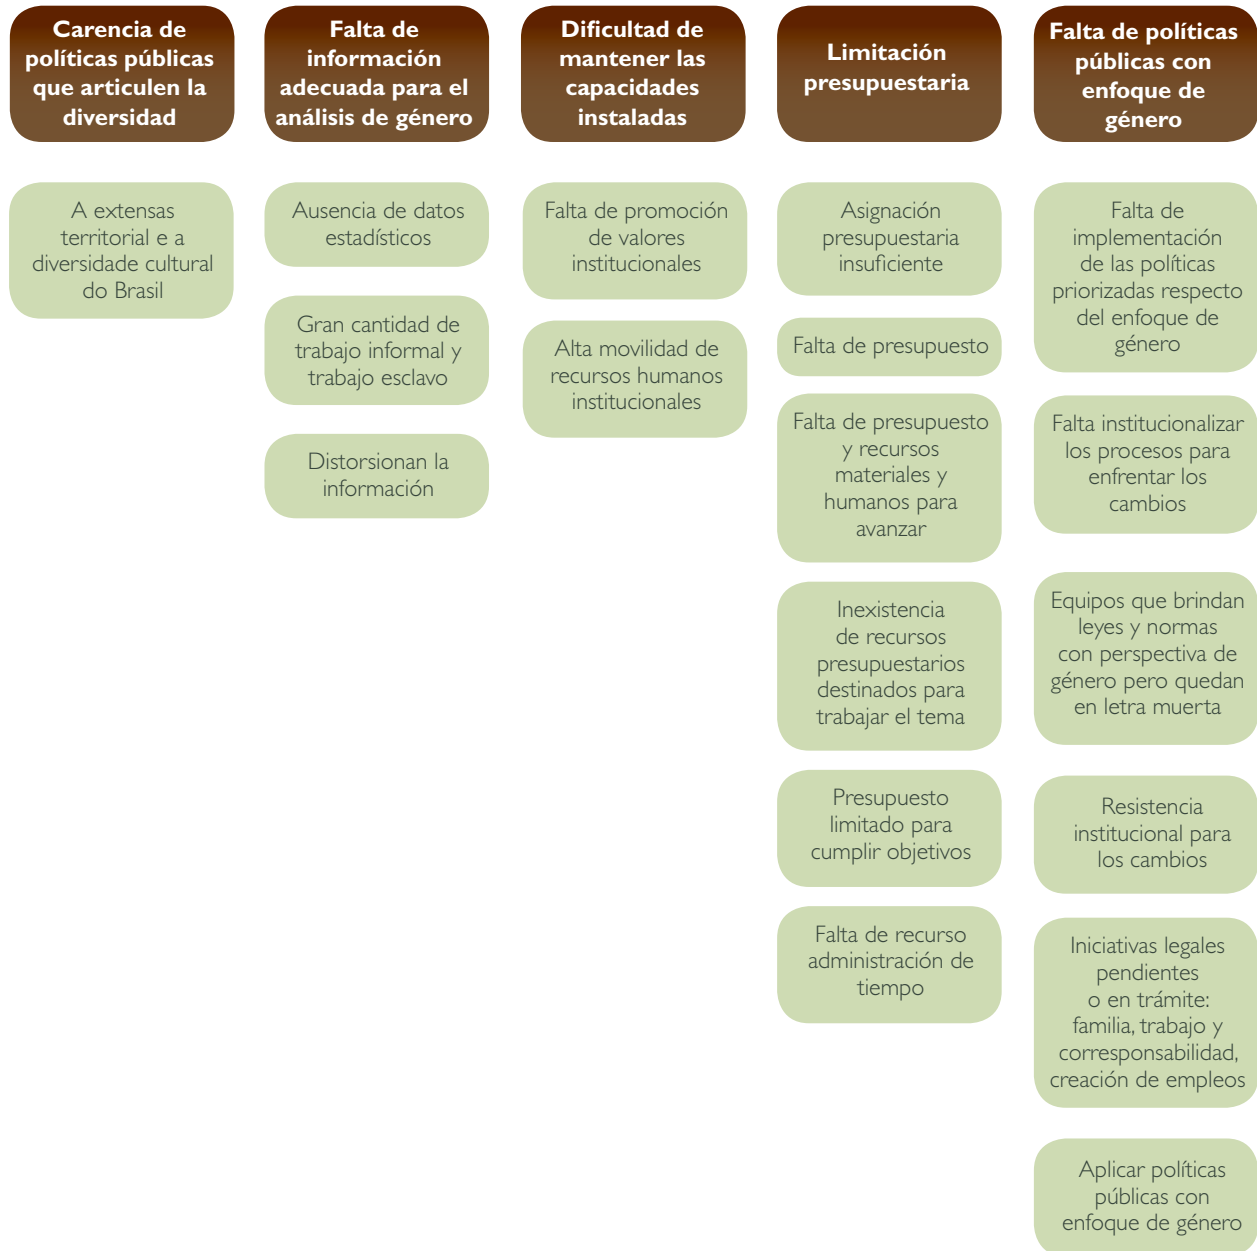 Carencia de
políticas públicas
que articulen la
diversidad
Falta de
información
adecuada para el
análisis de género
Dificultad de
mantener las
capacidades
instaladas
Limitación
presupuestaria
Falta de políticas
públicas con
enfoque de
género
A extensas
territorial e a
diversidade cultural
do Brasil
Ausencia de datos
estadísticos
Gran cantidad de
trabajo informal y
trabajo esclavo
Distorsionan la
información
Falta de promoción
de valores
institucionales
Alta movilidad de
recursos humanos
institucionales
Asignación
presupuestaria
insuficiente
Falta de presupuesto
Falta de presupuesto
y recursos
materiales y
humanos para
avanzar
Inexistencia
de recursos
presupuestarios
destinados para
trabajar el tema
Presupuesto
limitado para
cumplir objetivos
Falta de recurso
administración de
tiempo
Falta de
implementación
de las políticas
priorizadas respecto
del enfoque de
género
Falta institucionalizar
los procesos para
enfrentar los
cambios
Equipos que brindan
leyes y normas
con perspectiva de
género pero quedan
en letra muerta
Resistencia
institucional para
los cambios
Iniciativas legales
pendientes
o en trámite:
familia, trabajo y
corresponsabilidad,
creación de empleos
Aplicar políticas
públicas con
enfoque de género